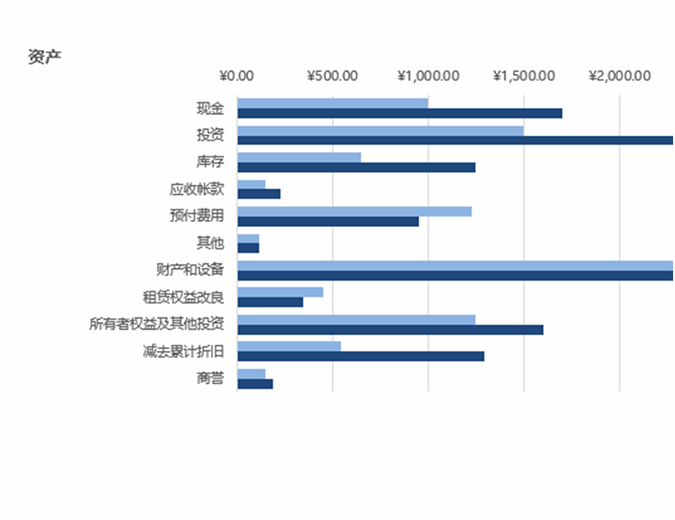 资产
¥0.00 ¥500.00 ¥1,000.00 ¥1,500.00 ¥2,000.00
现金
投资
库存
应收帐款
预付费用
其他
财产和设备
租赁权益改良
所有者权益及其他投资
减去累计折旧
商誉